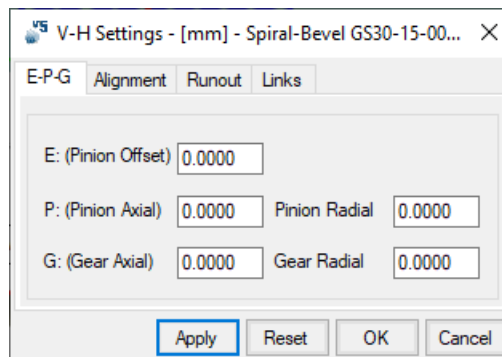 VS V-H Settings - [mm] - Spiral-Bevel GS30-15-00...
E-P-G Alignment Runout Links
E: (Pinion Offset) 0.0000
P: (Pinion Axial) 0.0000 Pinion Radial 0.0000
G: (Gear Axial) 0.0000 Gear Radial 0.0000
Apply Reset OK Cancel